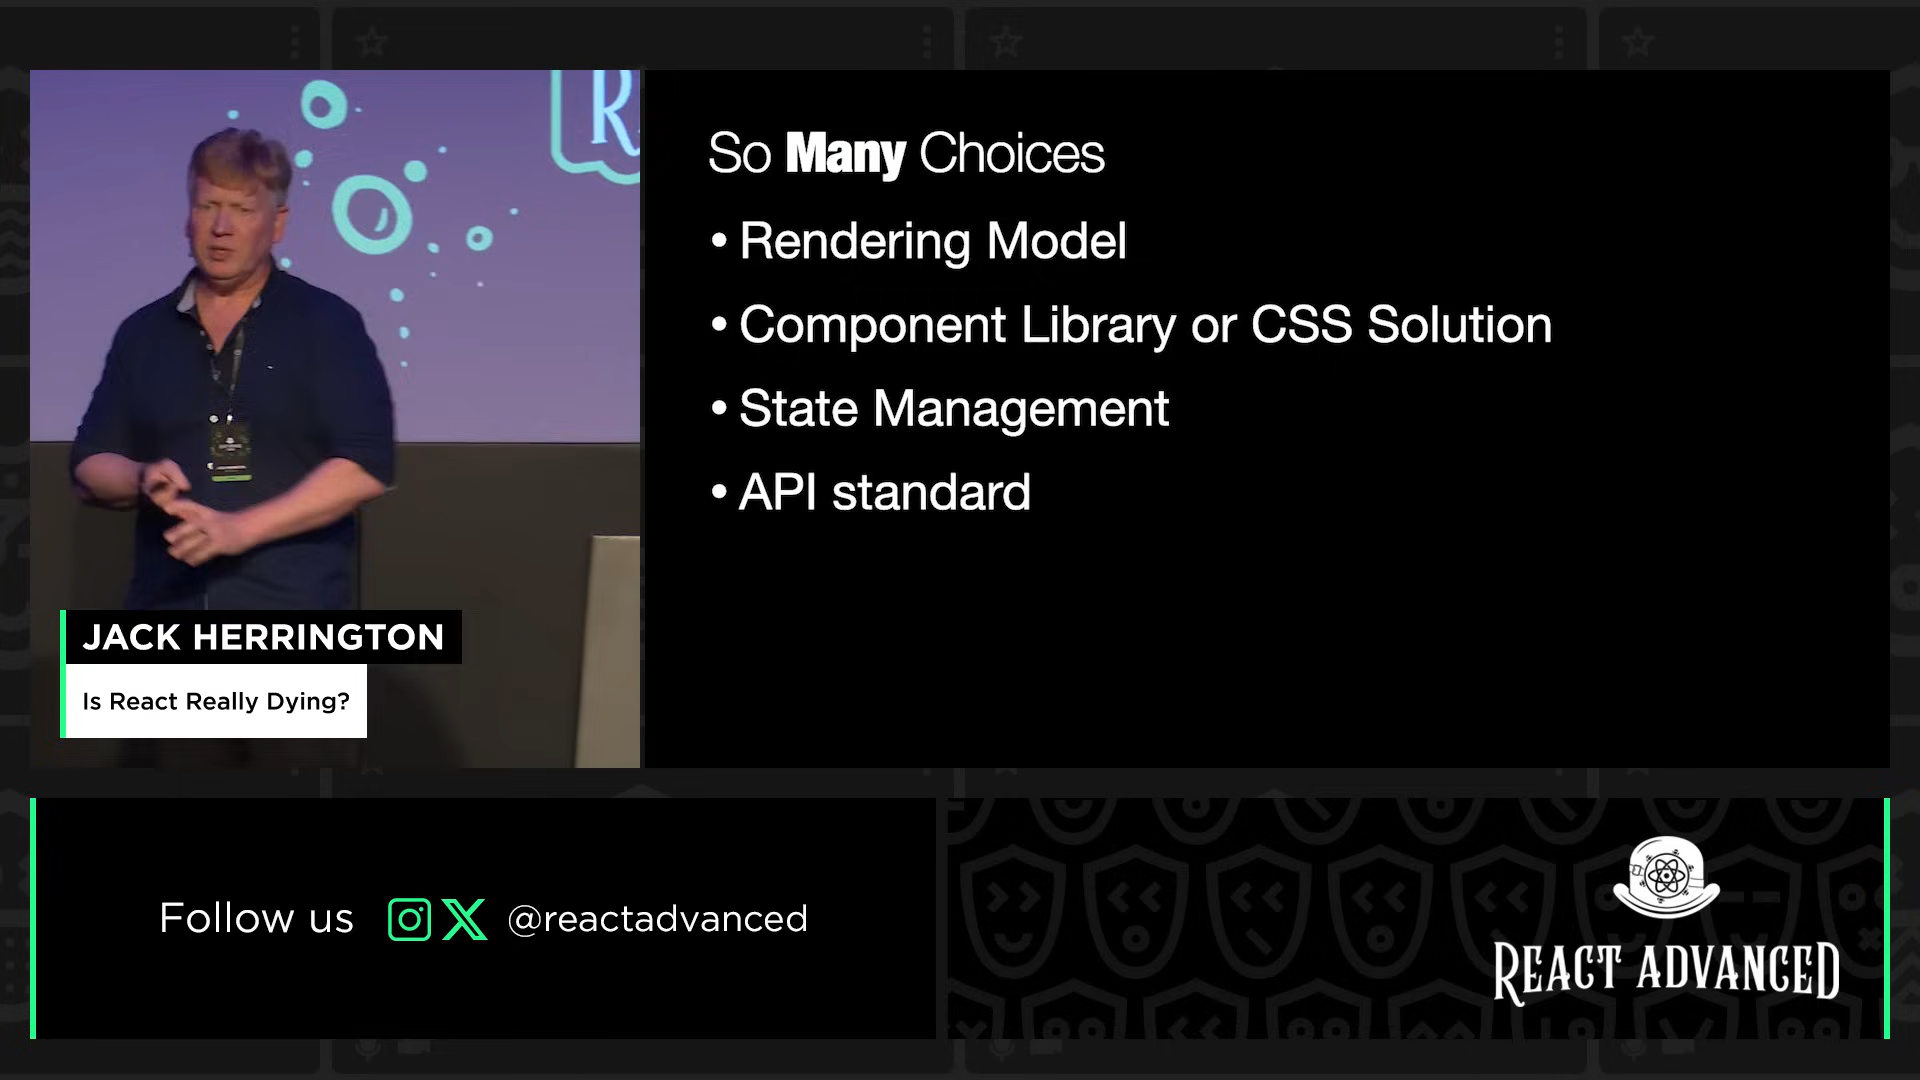 So Many Choices
• Rendering Model
• Component Library or CSS Solution
• State Management
• API standard
JACK HERRINGTON
Is React Really Dying?
Follow us @reactadvanced
REACT ADVANCED